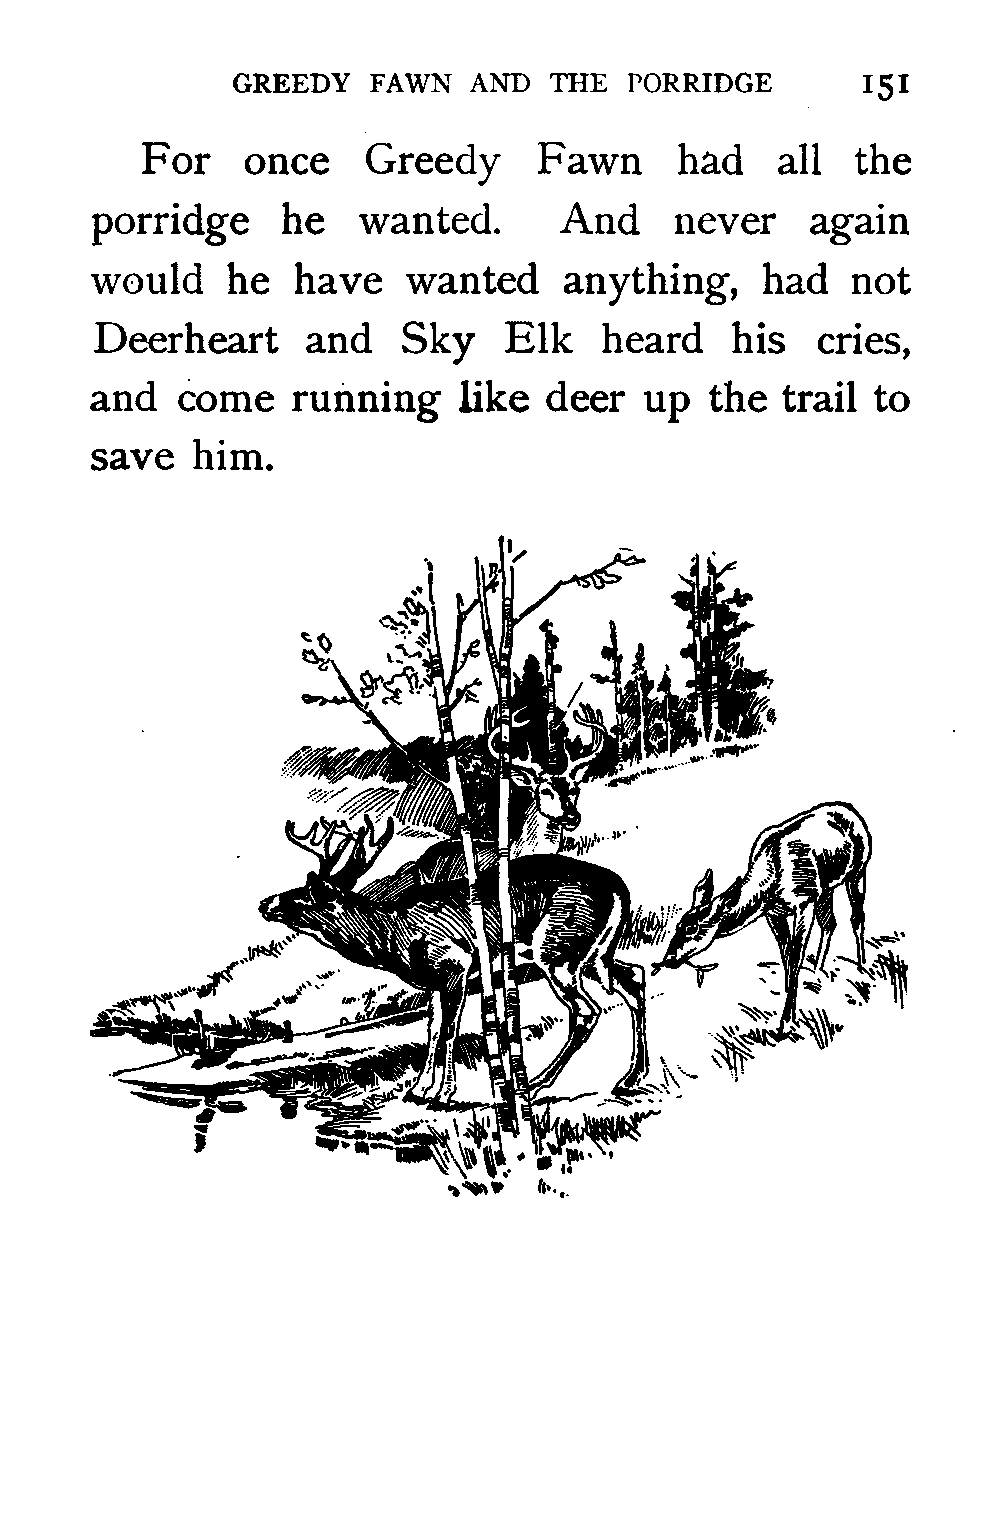 GREEDY FAWN AND THE PORRIDGE 151
For once Greedy Fawn had all the
porridge he wanted. And never again
would he have wanted anything, had not
Deerheart and Sky Elk heard his cries,
and come running like deer up the trail to
save him.